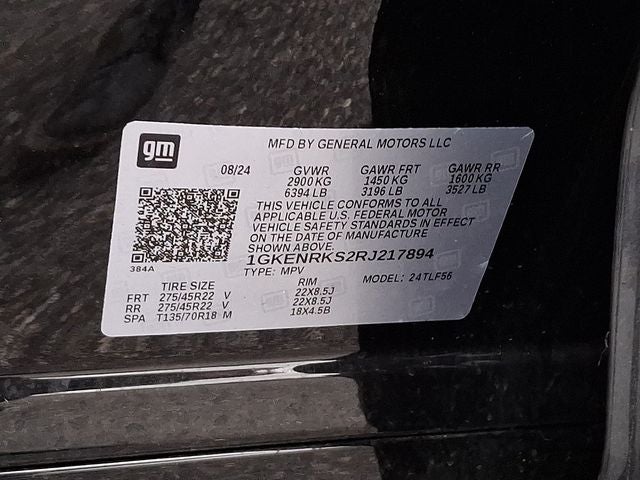 gm
MFD BY GENERAL MOTORS LLC
08/24 GVWR GAWR FRT GAWR RR
2900 KG 1450 KG 1600 KG
6394 LB 3196 LB 3527 LB
THIS VEHICLE CONFORMS TO ALL
APPLICABLE U.S. FEDERAL MOTOR
VEHICLE SAFETY STANDARDS IN EFFECT
ON THE DATE OF MANUFACTURE
SHOWN ABOVE.
384A
1GKENRKS2RJ217894
TYPE: MPV MODEL: 24TLF56
TIRE SIZE RIM
FRT 275/45R22 V 22X8.5J
RR 275/45R22 V 22X8.5J
SPA T135/70R18 M 18X4.5B